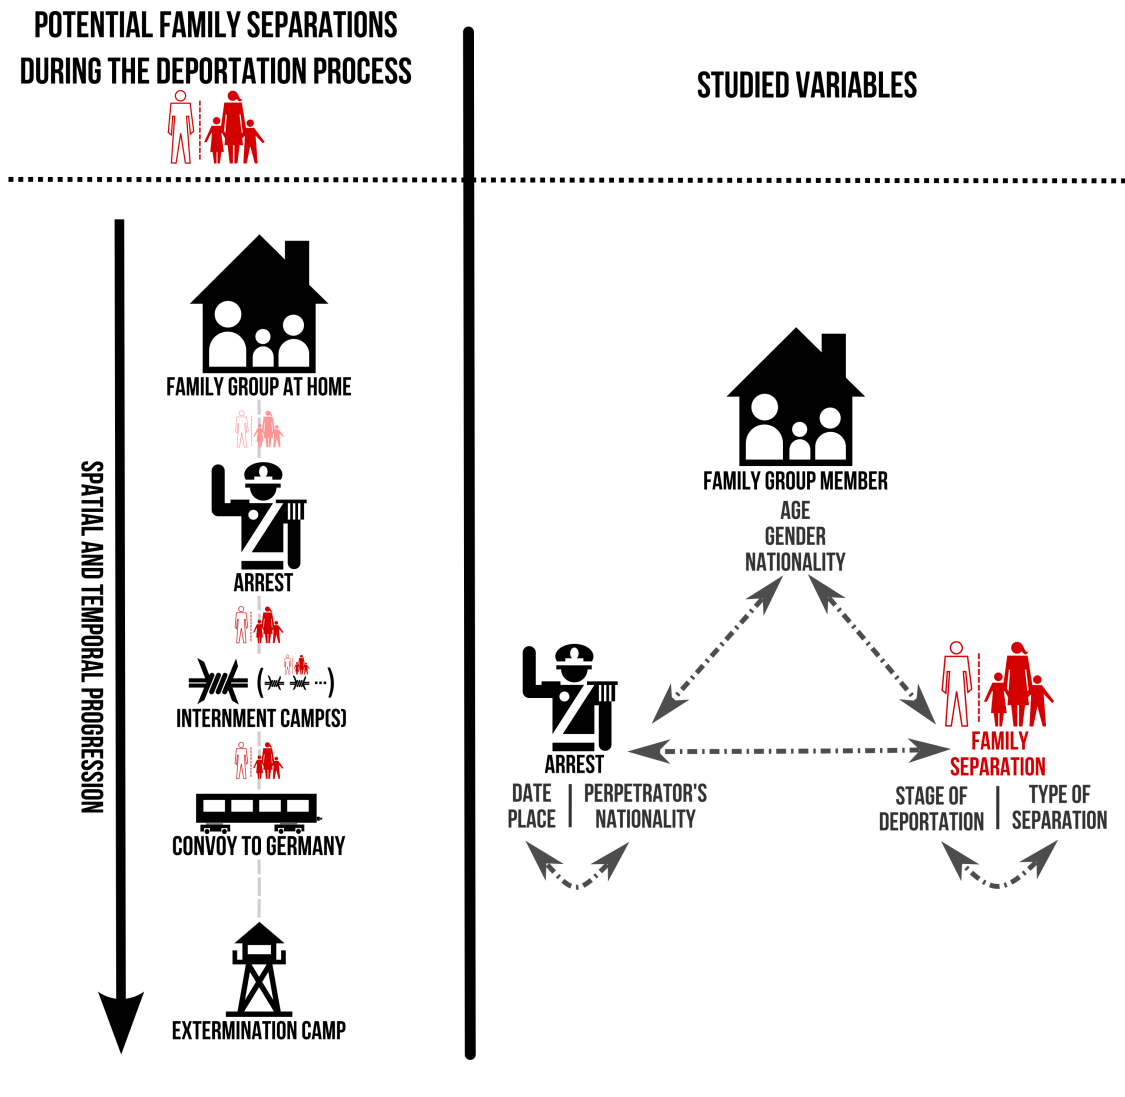 POTENTIAL FAMILY SEPARATIONS
DURING THE DEPORTATION PROCESS
STUDIED VARIABLES
SPATIAL AND TEMPORAL PROGRESSION
FAMILY GROUP AT HOME
ARREST
(...)
INTERNMENT CAMP(S)
CONVOY TO GERMANY
EXTERMINATION CAMP
FAMILY GROUP MEMBER
AGE
GENDER
NATIONALITY
ARREST
DATE
PLACE
PERPETRATOR'S
NATIONALITY
FAMILY
SEPARATION
STAGE OF
DEPORTATION
TYPE OF
SEPARATION